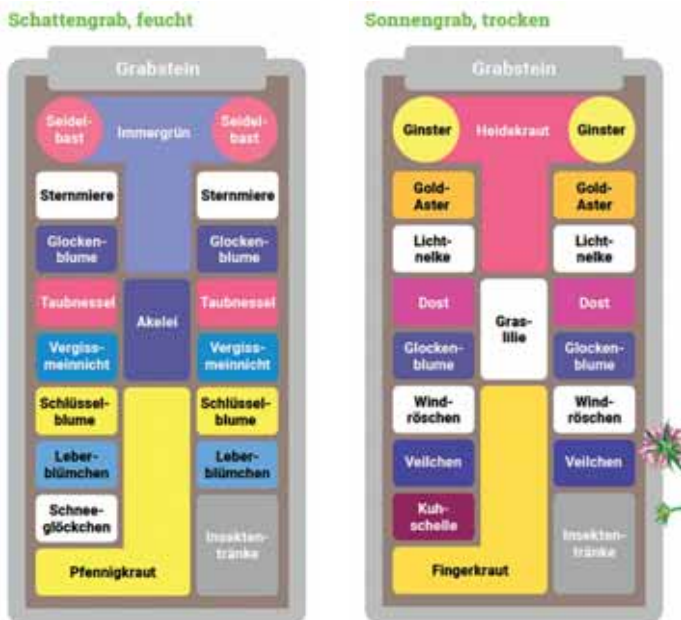 Schattengrab, feucht
Grabstein
Seidel-
bast
Immergrün
Seidel-
bast
Sternmiere
Sternmiere
Glocken-
blume
Glocken-
blume
Taubnessel
Akelei
Taubnessel
Vergiss-
meinnicht
Vergiss-
meinnicht
Schlüssel-
blume
Schlüssel-
blume
Leber-
blümchen
Leber-
blümchen
Schnee-
glöckchen
Insekten-
tränke
Pfennigkraut
Sonnengrab, trocken
Grabstein
Ginster
Heidekraut
Ginster
Gold-
Aster
Gold-
Aster
Licht-
nelke
Licht-
nelke
Dost
Gras-
lilie
Dost
Glocken-
blume
Glocken-
blume
Wind-
röschen
Wind-
röschen
Veilchen
Veilchen
Kuh-
schelle
Insekten-
tränke
Fingerkraut